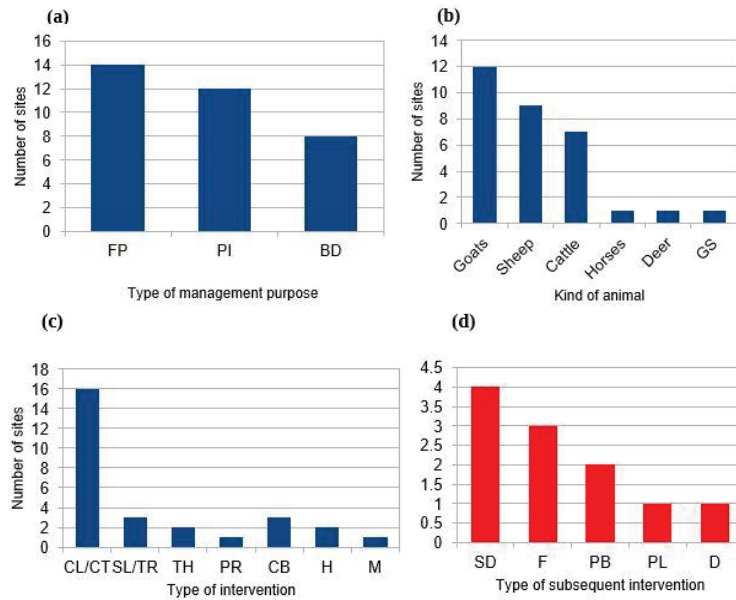 (a)
16
14
12
10
8
6
4
2
0
Number of sites
FP PI BD
Type of management purpose
(b)
14
12
10
8
6
4
2
0
Number of sites
Goats Sheep Cattle Horses Deer GS
Kind of animal
(c)
18
16
14
12
10
8
6
4
2
0
Number of sites
CL/CT SL/TR TH PR CB H M
Type of intervention
(d)
4.5
4
3.5
3
2.5
2
1.5
1
0.5
0
SD F PB PL D
Type of subsequent intervention